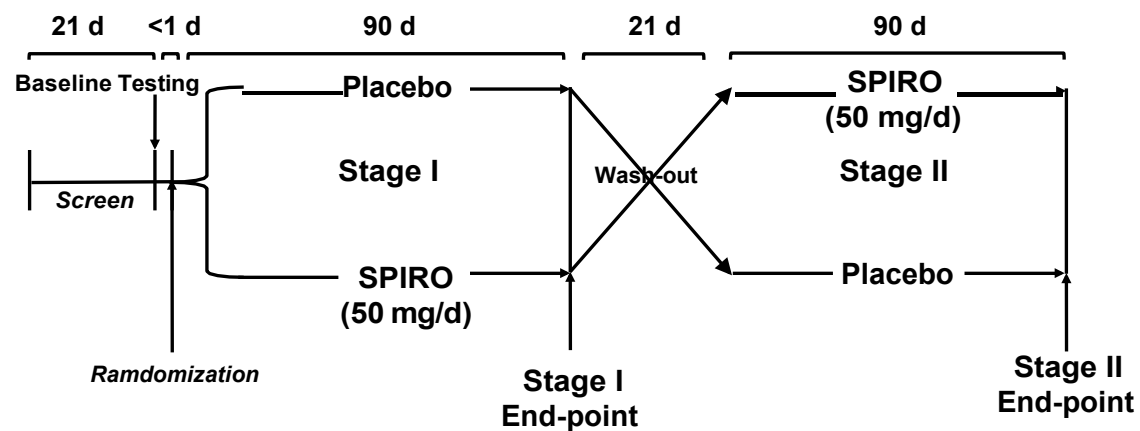 21 d <1 d 90 d 21 d 90 d
Baseline Testing
Placebo
SPIRO
(50 mg/d)
Stage I
Wash-out
Stage II
Screen
SPIRO
(50 mg/d)
Placebo
Ramdomization
Stage I
End-point
Stage II
End-point